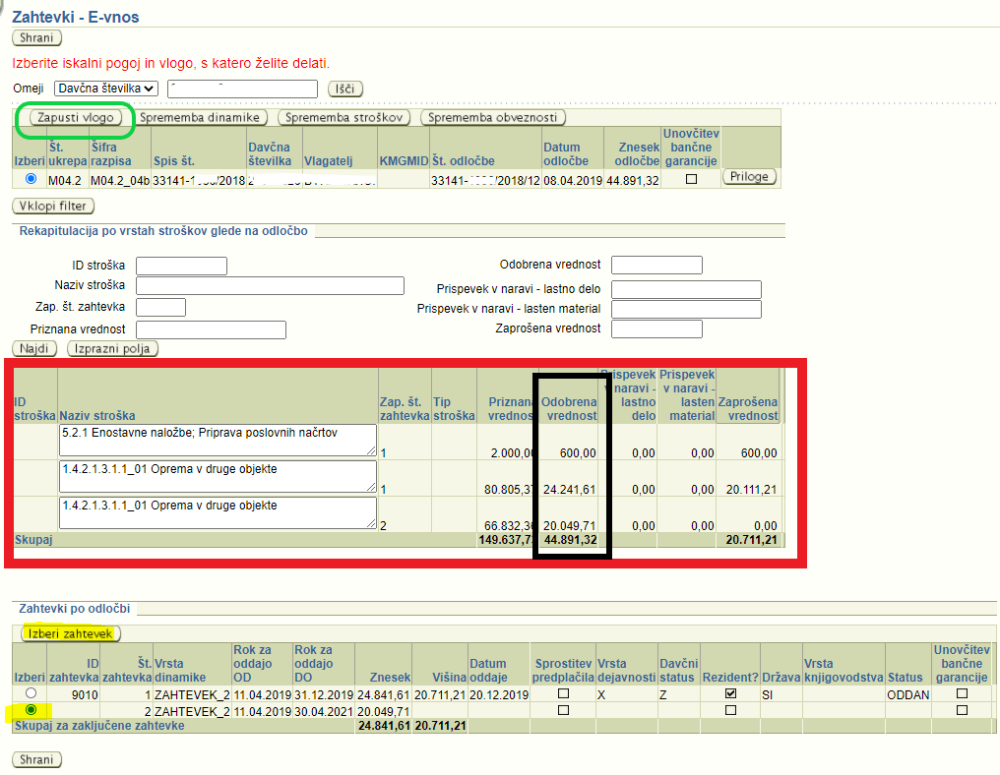 Zahtevki - E-vnos
Shrani
Izberite iskalni pogoj in vlogo, s katero želite delati.
Omeji Davčna številka Išči
Zapusti vlogo Sprememba dinamike Sprememba stroškov Sprememba obveznosti
Izberi Št. ukrepa Šifra razpisa Spis št. Davčna številka Vlagatelj KMGMID Št. odločbe Datum odločbe Znesek odločbe Unovčitev bančne garancije
M04.2 M04.2_04b 33141- /2018 33141- /2018/12 08.04.2019 44.891,32 Priloge
Vklopi filter
Rekapitulacija po vrstah stroškov glede na odločbo
ID stroška Odobrena vrednost
Naziv stroška Prispevek v naravi - lastno delo
Zap. št. zahtevka Prispevek v naravi - lasten material
Priznana vrednost Zaprošena vrednost
Najdi Izprazni polja
ID stroška Naziv stroška Zap. št. zahtevka Tip stroška Priznana vrednost Odobrena vrednost Prispevek v naravi - lastno delo Prispevek v naravi - lasten material Zaprošena vrednost
5.2.1 Enostavne naložbe; Priprava poslovnih načrtov 1 2.000,00 600,00 0,00 0,00 600,00
1.4.2.1.3.1.1_01 Oprema v druge objekte 1 80.805,37 24.241,61 0,00 0,00 20.111,21
1.4.2.1.3.1.1_01 Oprema v druge objekte 2 66.832,36 20.049,71 0,00 0,00 0,00
Skupaj 149.637,73 44.891,32 20.711,21
Zahtevki po odločbi
Izberi zahtevek
Izberi ID zahtevka Št. zahtevka Vrsta dinamike Rok za oddajo OD Rok za oddajo DO Znesek Višina Datum oddaje Sprostitev predplačila Vrsta dejavnosti Davčni status Rezident? Država Vrsta knjigovodstva Status Unovčitev bančne garancije
9010 1 ZAHTEVEK_2 11.04.2019 31.12.2019 24.841,61 20.711,21 20.12.2019 X Z SI ODDAN
2 ZAHTEVEK_2 11.04.2019 30.04.2021 20.049,71
Skupaj za zaključene zahtevke 24.841,61 20.711,21
Shrani